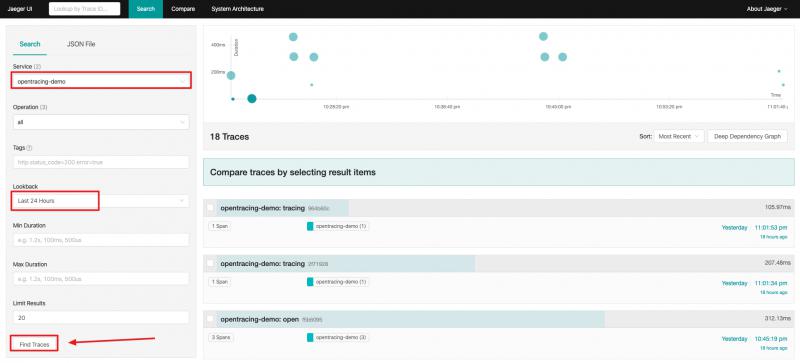 Jaeger UI
Lookup by Trace ID...
Search
Compare
System Architecture
About Jaeger
Search
JSON File
Service (2)
opentracing-demo
Operation (3)
all
Tags
http.status_code=200 error=true
Lookback
Last 24 Hours
Min Duration
e.g. 1.2s, 100ms, 500us
Max Duration
e.g. 1.2s, 100ms, 500us
Limit Results
20
Find Traces
Duration
400ms
200ms
Time
10:28:20 pm
10:36:40 pm
10:45:00 pm
10:53:20 pm
18 Traces
Sort:
Most Recent
Deep Dependency Graph
Compare traces by selecting result items
opentracing-demo: tracing
105.97ms
1 Span
opentracing-demo (1)
Yesterday
11:01:53 pm
18 hours ago
opentracing-demo: tracing 2f71928
207.48ms
1 Span
opentracing-demo (1)
Yesterday
11:01:34 pm
18 hours ago
opentracing-demo: open
312.13ms
3 Spans
opentracing-demo (3)
Yesterday
10:45:19 pm
18 hours ago